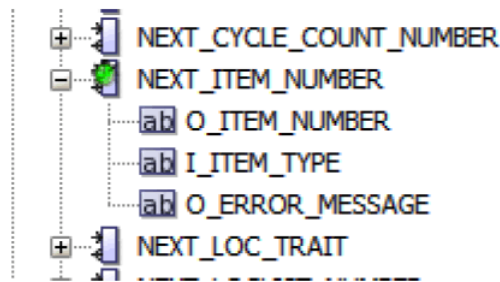 NEXT_CYCLE_COUNT_NUMBER
NEXT_ITEM_NUMBER
ab O_ITEM_NUMBER
ab I_ITEM_TYPE
ab O_ERROR_MESSAGE
NEXT_LOC_TRAIT